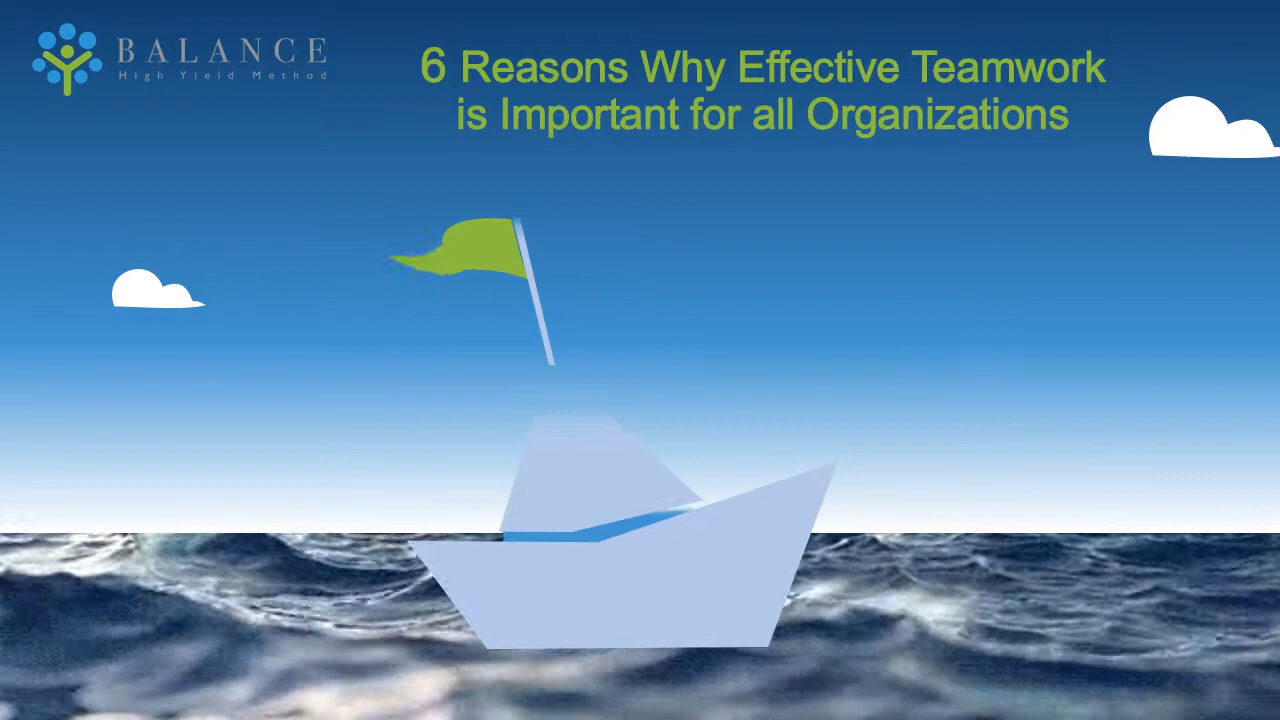 BALANCE
High Yield Method
6 Reasons Why Effective Teamwork
is Important for all Organizations